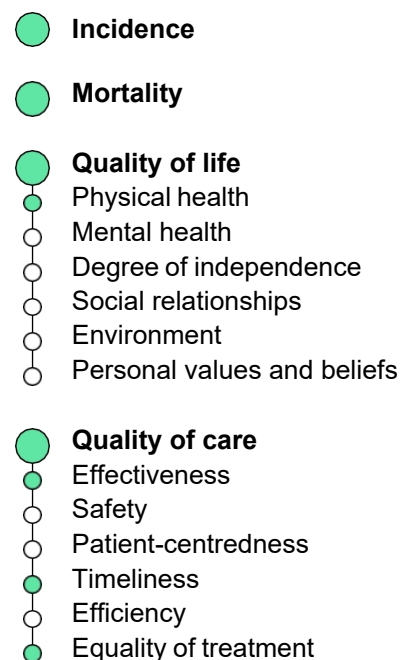 Incidence
Mortality
Quality of life
Physical health
Mental health
Degree of independence
Social relationships
Environment
Personal values and beliefs
Quality of care
Effectiveness
Safety
Patient-centredness
Timeliness
Efficiency
Equality of treatment